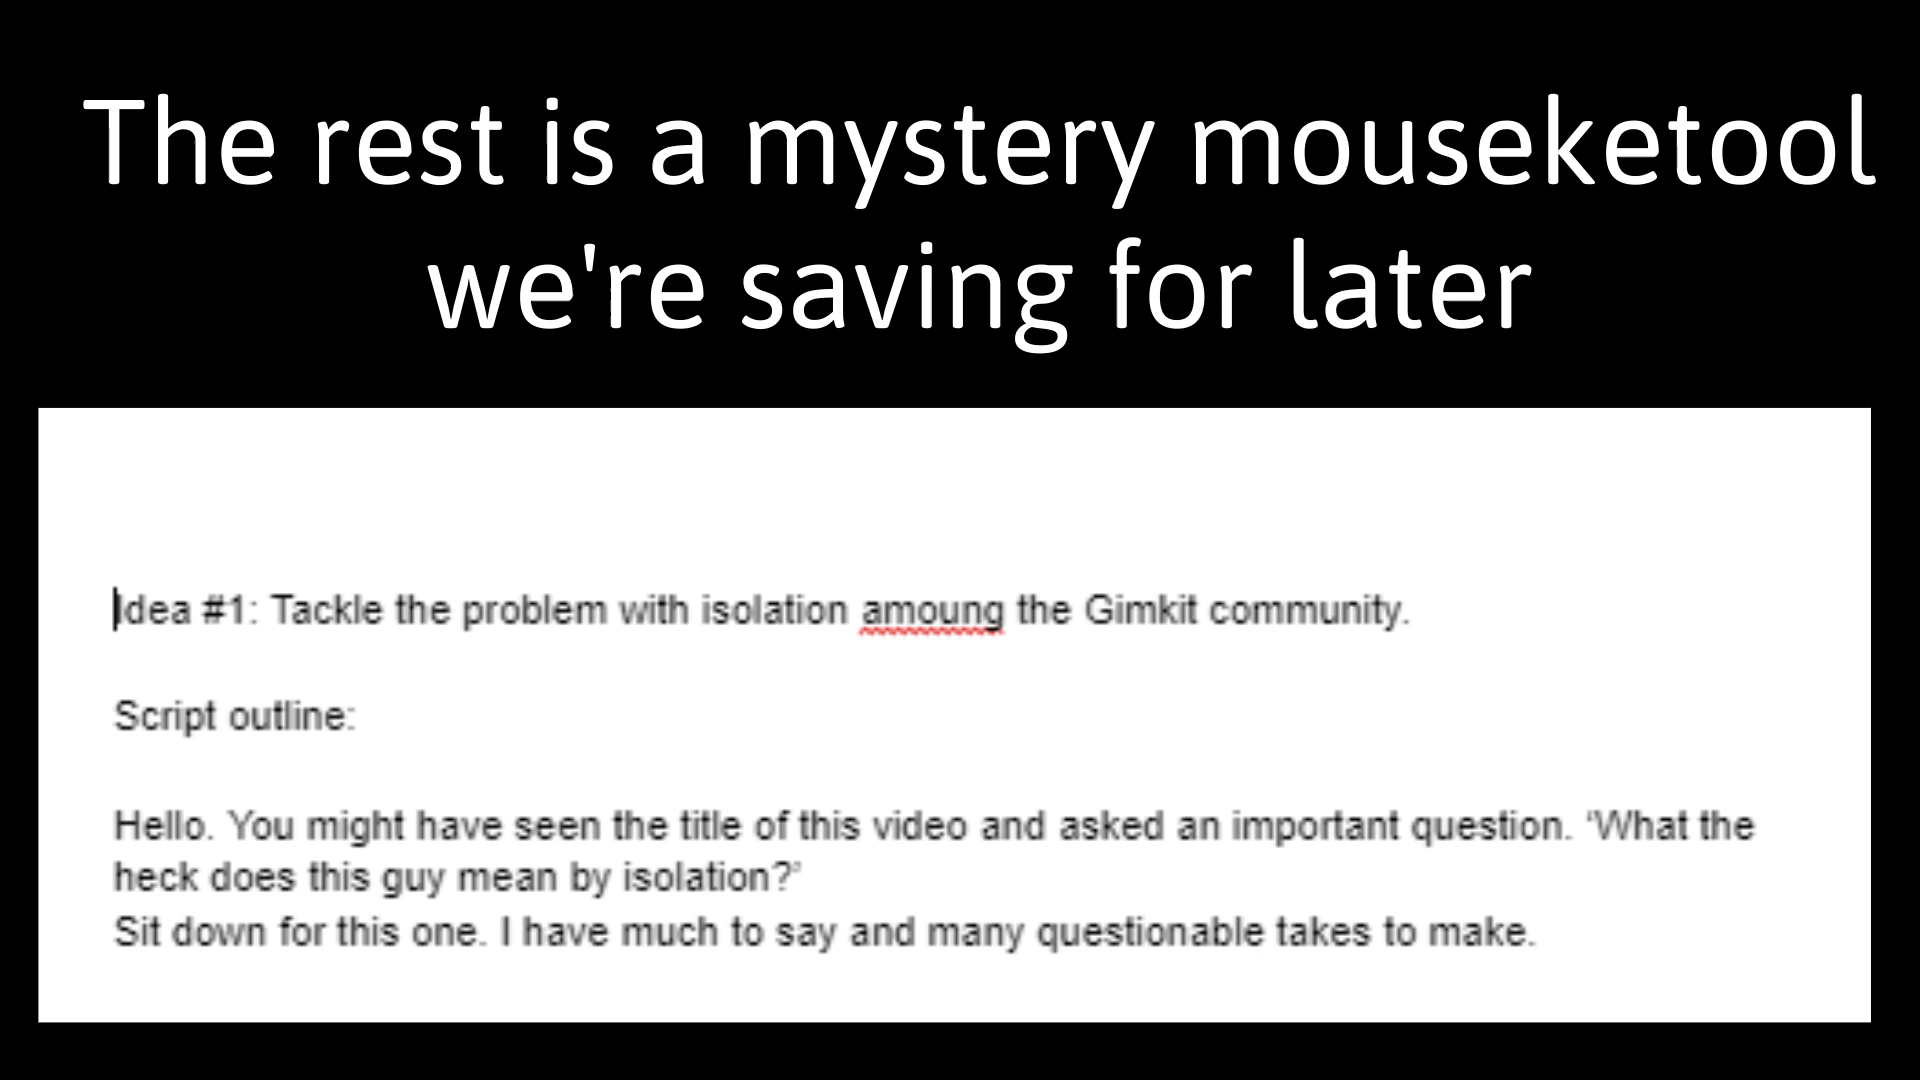 The rest is a mystery mouseketool
we're saving for later
Idea #1: Tackle the problem with isolation amoung the Gimkit community.
Script outline:
Hello. You might have seen the title of this video and asked an important question. ‘What the
heck does this guy mean by isolation?’
Sit down for this one. I have much to say and many questionable takes to make.